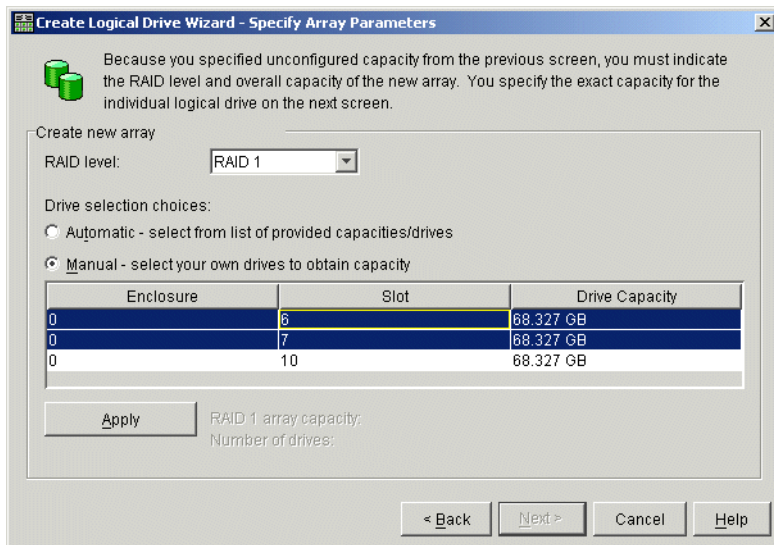 Create Logical Drive Wizard - Specify Array Parameters
Because you specified unconfigured capacity from the previous screen, you must indicate
the RAID level and overall capacity of the new array. You specify the exact capacity for the
individual logical drive on the next screen.
Create new array
RAID level: RAID 1
Drive selection choices:
Automatic - select from list of provided capacities/drives
Manual - select your own drives to obtain capacity
Enclosure Slot Drive Capacity
0 6 68.327 GB
0 7 68.327 GB
0 10 68.327 GB
Apply RAID 1 array capacity:
Number of drives:
< Back Next > Cancel Help